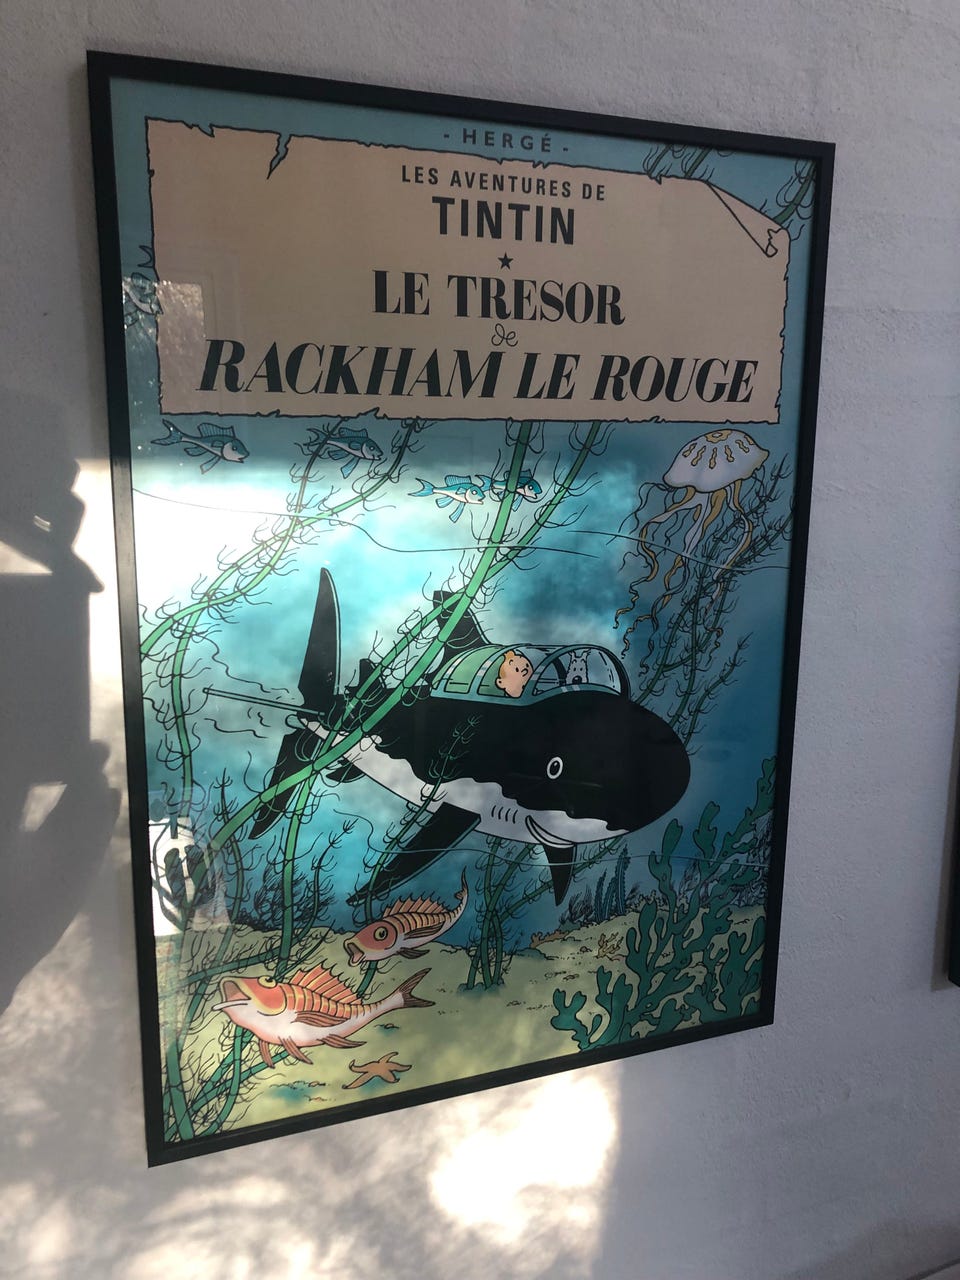 - HERGÉ -
LES AVENTURES DE
TINTIN
LE TRESOR
de
RACKHAM LE ROUGE